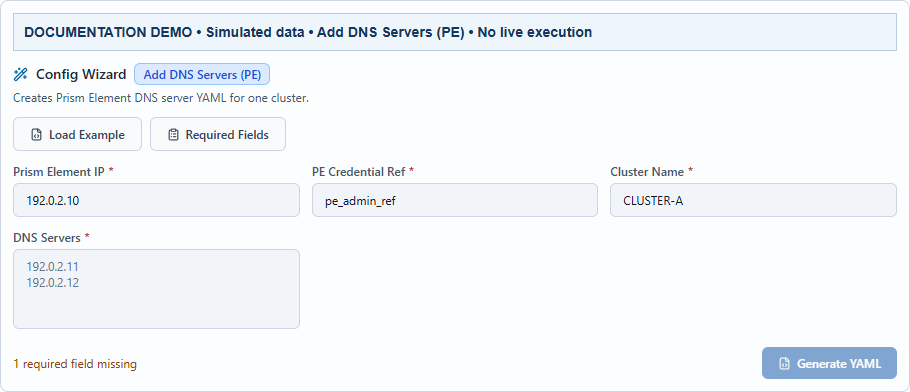 DOCUMENTATION DEMO • Simulated data • Add DNS Servers (PE) • No live execution
Config Wizard Add DNS Servers (PE)
Creates Prism Element DNS server YAML for one cluster.
Load Example Required Fields
Prism Element IP * PE Credential Ref * Cluster Name *
192.0.2.10 pe_admin_ref CLUSTER-A
DNS Servers *
192.0.2.11
192.0.2.12
1 required field missing Generate YAML